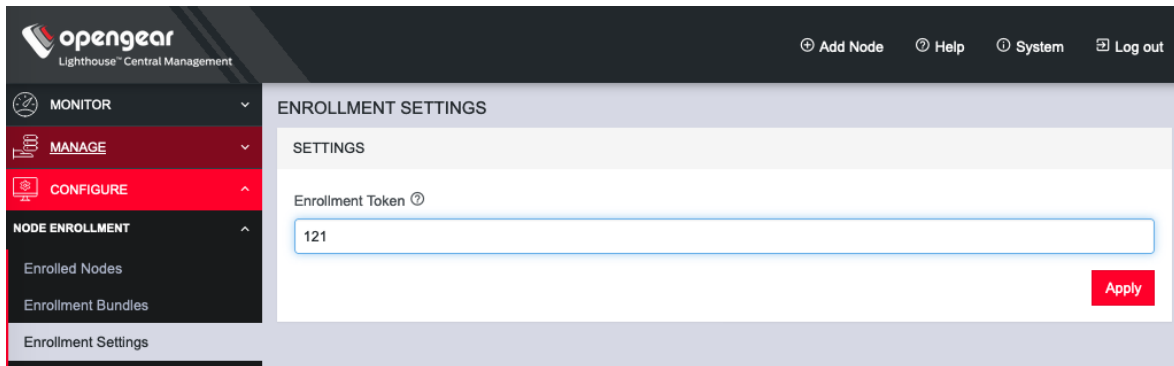 opengear
Lighthouse™ Central Management
Add Node
Help
System
Log out
MONITOR
MANAGE
CONFIGURE
NODE ENROLLMENT
Enrolled Nodes
Enrollment Bundles
Enrollment Settings
ENROLLMENT SETTINGS
SETTINGS
Enrollment Token
121
Apply